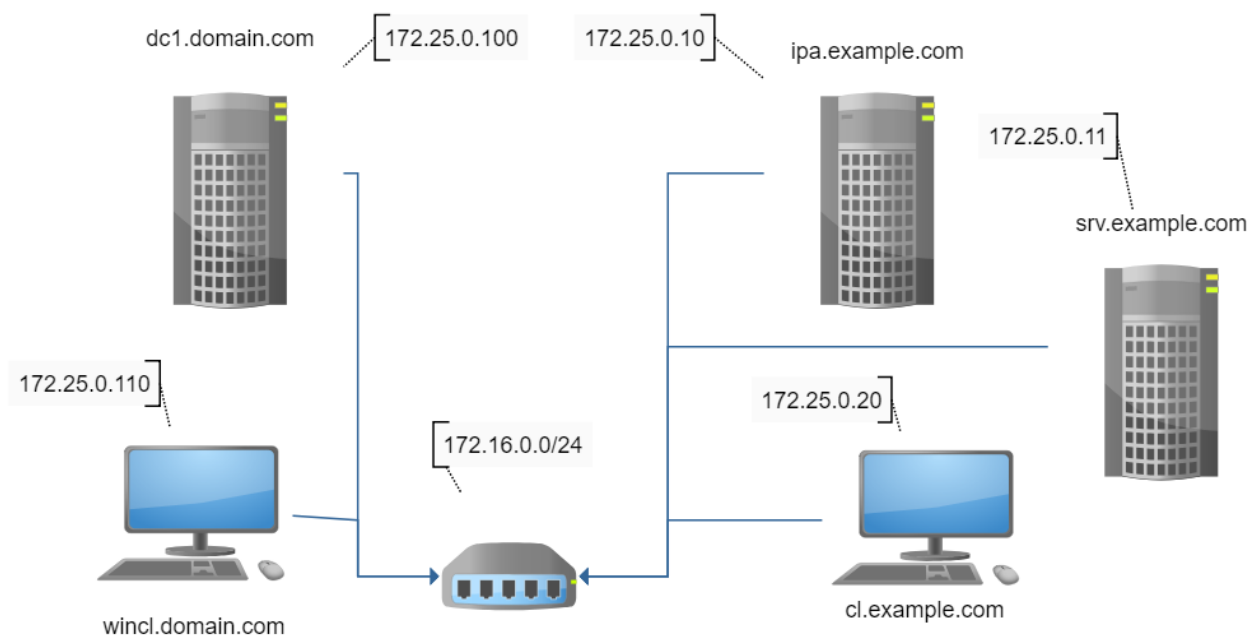 dc1.domain.com
172.25.0.100
172.25.0.10
ipa.example.com
172.25.0.11
srv.example.com
172.25.0.110
172.16.0.0/24
172.25.0.20
wincl.domain.com
cl.example.com